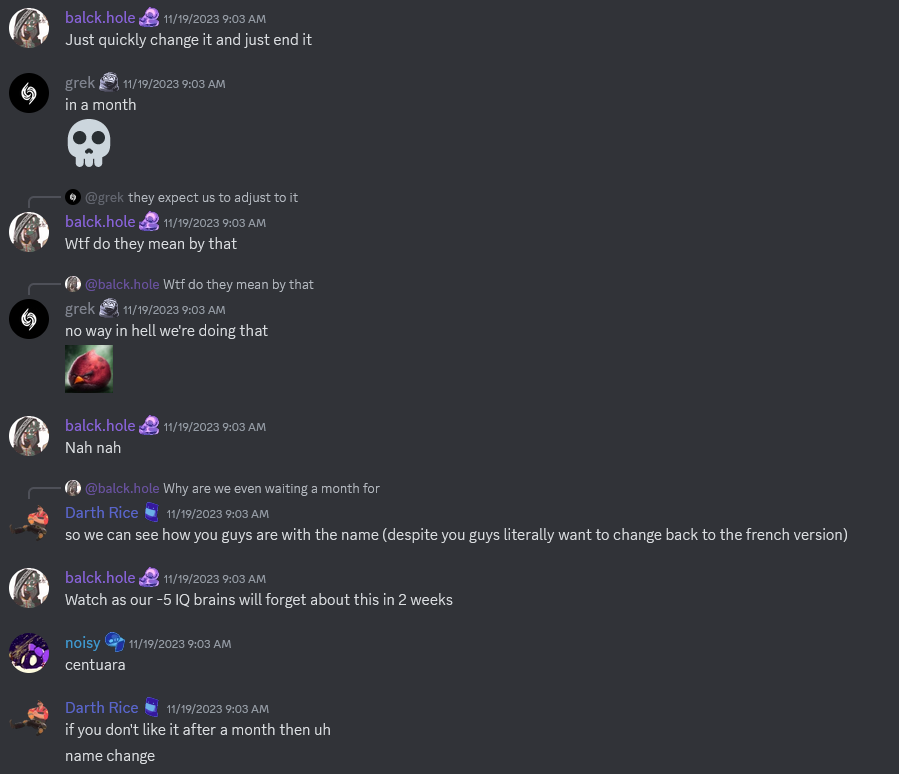 balck.hole 11/19/2023 9:03 AM
Just quickly change it and just end it
grek 11/19/2023 9:03 AM
in a month
@grek they expect us to adjust to it
balck.hole 11/19/2023 9:03 AM
Wtf do they mean by that
@balck.hole Wtf do they mean by that
grek 11/19/2023 9:03 AM
no way in hell we're doing that
balck.hole 11/19/2023 9:03 AM
Nah nah
@balck.hole Why are we even waiting a month for
Darth Rice 11/19/2023 9:03 AM
so we can see how you guys are with the name (despite you guys literally want to change back to the french version)
balck.hole 11/19/2023 9:03 AM
Watch as our -5 IQ brains will forget about this in 2 weeks
noisy 11/19/2023 9:03 AM
centuara
Darth Rice 11/19/2023 9:03 AM
if you don't like it after a month then uh
name change